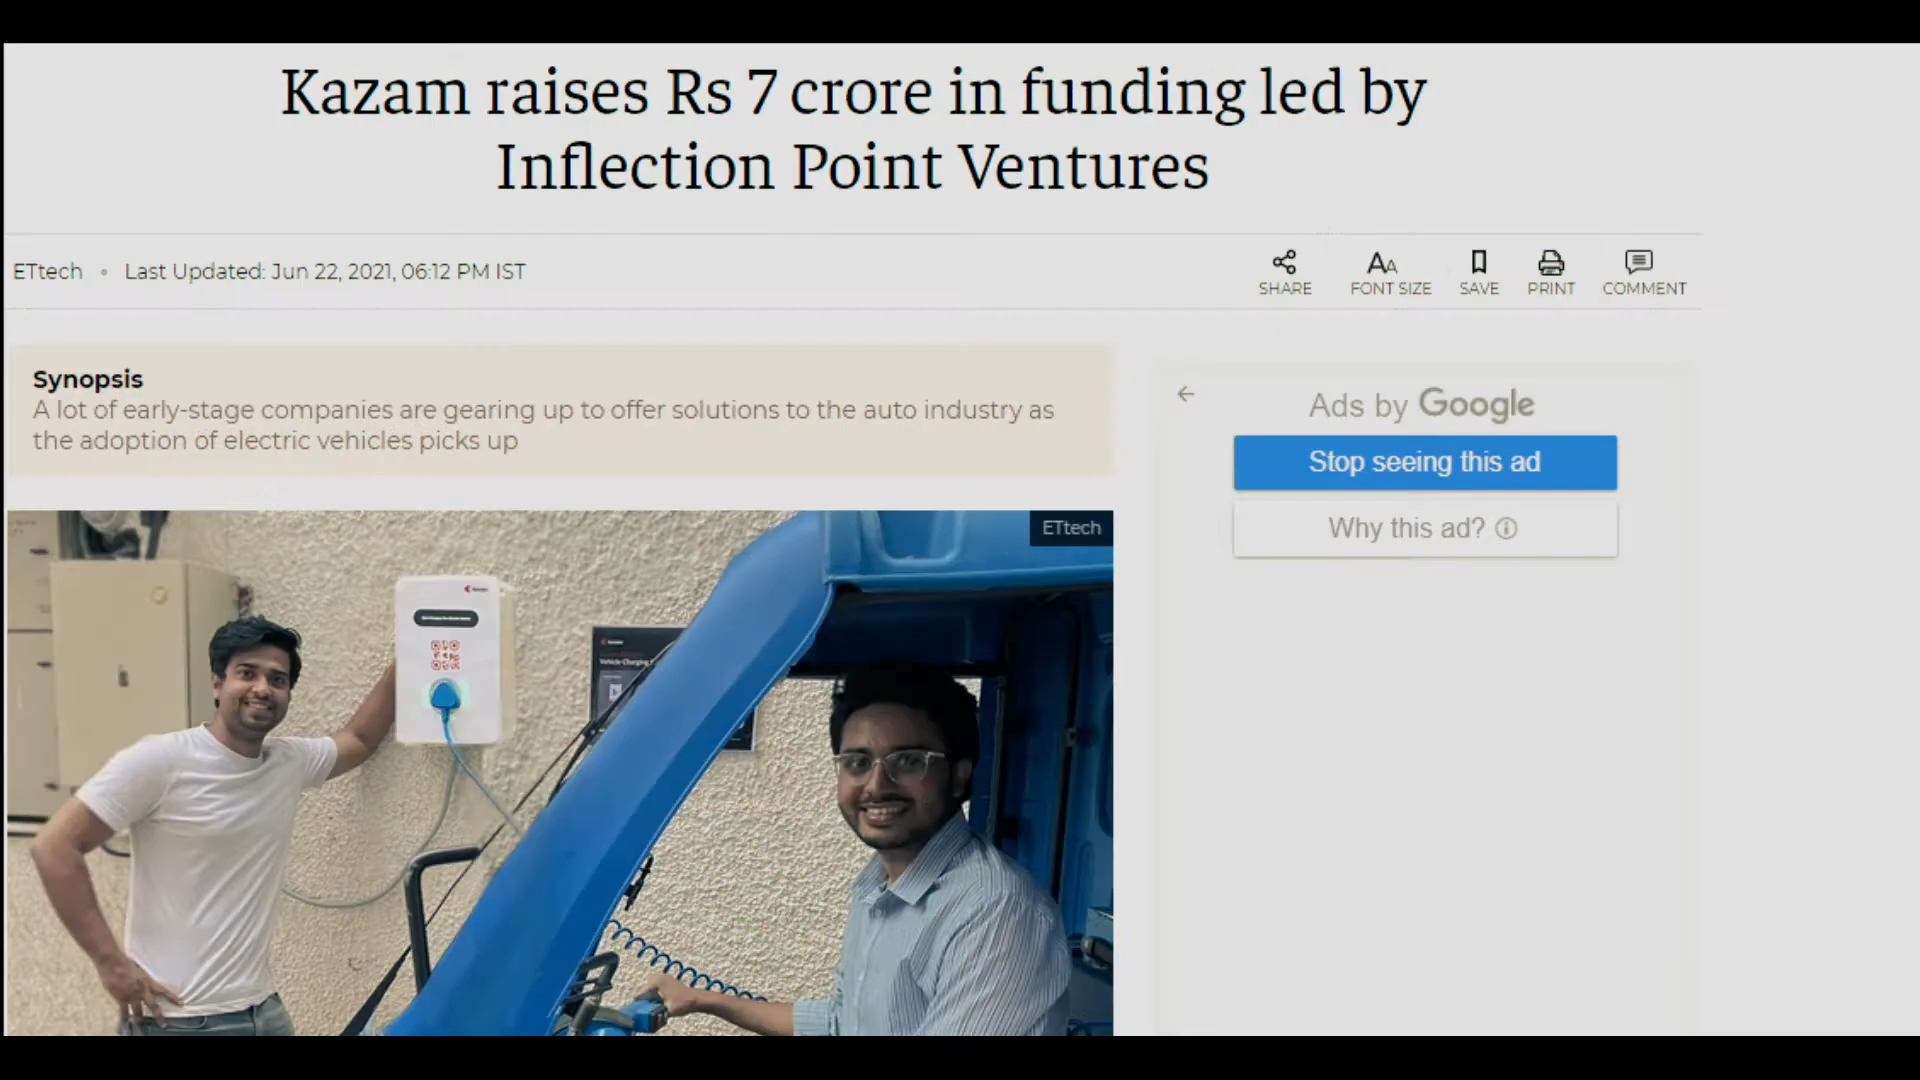 Kazam raises Rs 7 crore in funding led by
Inflection Point Ventures
ETtech • Last Updated: Jun 22, 2021, 06:12 PM IST
SHARE
FONT SIZE
SAVE
PRINT
COMMENT
Synopsis
A lot of early-stage companies are gearing up to offer solutions to the auto industry as
the adoption of electric vehicles picks up
Ads by Google
Stop seeing this ad
Why this ad?
ETtech
Vehicle Charging